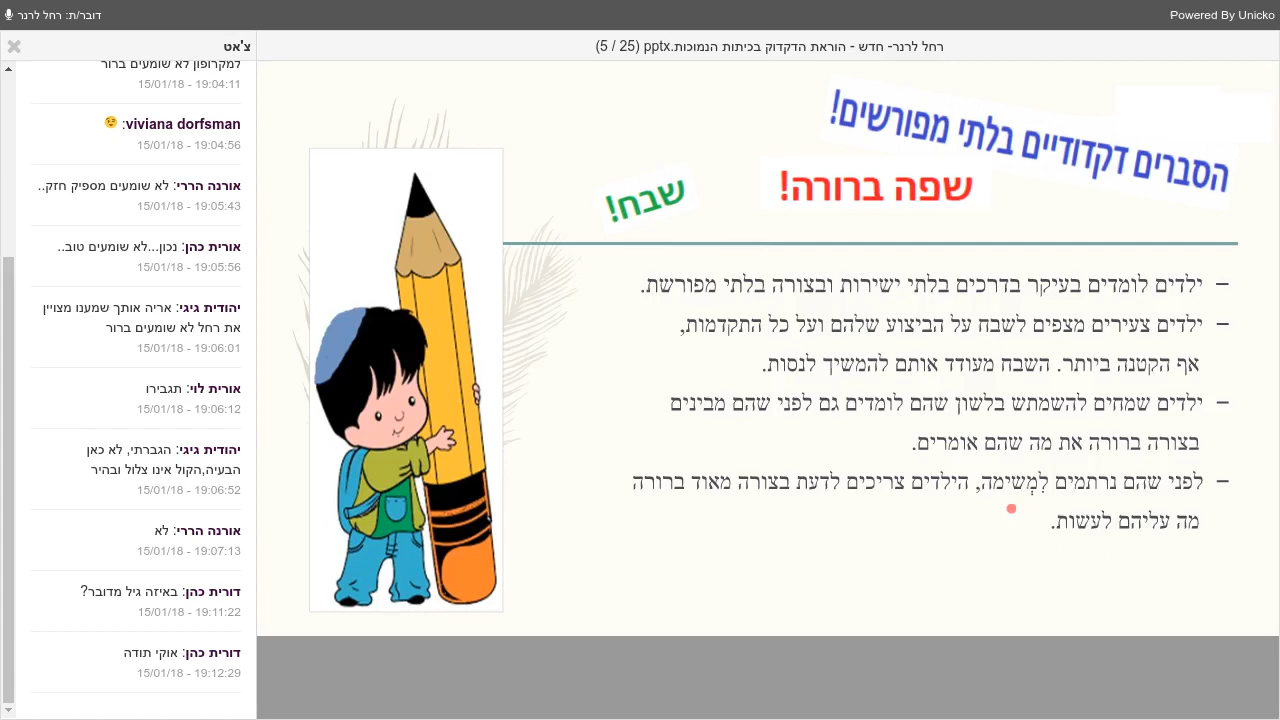 דובר/ת: רחל לרנר
Powered By Unicko
צ'אט
רחל לרנר- חדש - הוראת הדקדוק בכיתות הנמוכות.pptx (5 / 25)
למקרופון לא שומעים ברור
15/01/18 - 19:04:11
viviana dorfsman: 😉
15/01/18 - 19:04:56
אורנה הררי: לא שומעים מספיק חזק..
15/01/18 - 19:05:43
אורית כהן: נכון...לא שומעים טוב..
15/01/18 - 19:05:56
יהודית גיגי: אריה אותך שמענו מצויין
את רחל לא שומעים ברור
15/01/18 - 19:06:01
אורית לוי: תגבירו
15/01/18 - 19:06:12
יהודית גיגי: הגברתי, לא כאן
הבעיה,הקול אינו צלול ובהיר
15/01/18 - 19:06:52
אורנה הררי: לא
15/01/18 - 19:07:13
דורית כהן: באיזה גיל מדובר?
15/01/18 - 19:11:22
דורית כהן: אוקי תודה
15/01/18 - 19:12:29
הסברים דקדודיים בלתי מפורשים!
שפה ברורה!
שבח!
– ילדים לומדים בעיקר בדרכים בלתי ישירות ובצורה בלתי מפורשת.
– ילדים צעירים מצפים לשבח על הביצוע שלהם ועל כל התקדמות,
אף הקטנה ביותר. השבח מעודד אותם להמשיך לנסות.
– ילדים שמחים להשתמש בלשון שהם לומדים גם לפני שהם מבינים
בצורה ברורה את מה שהם אומרים.
– לפני שהם נרתמים לִמְשימה, הילדים צריכים לדעת בצורה מאוד ברורה
מה עליהם לעשות.